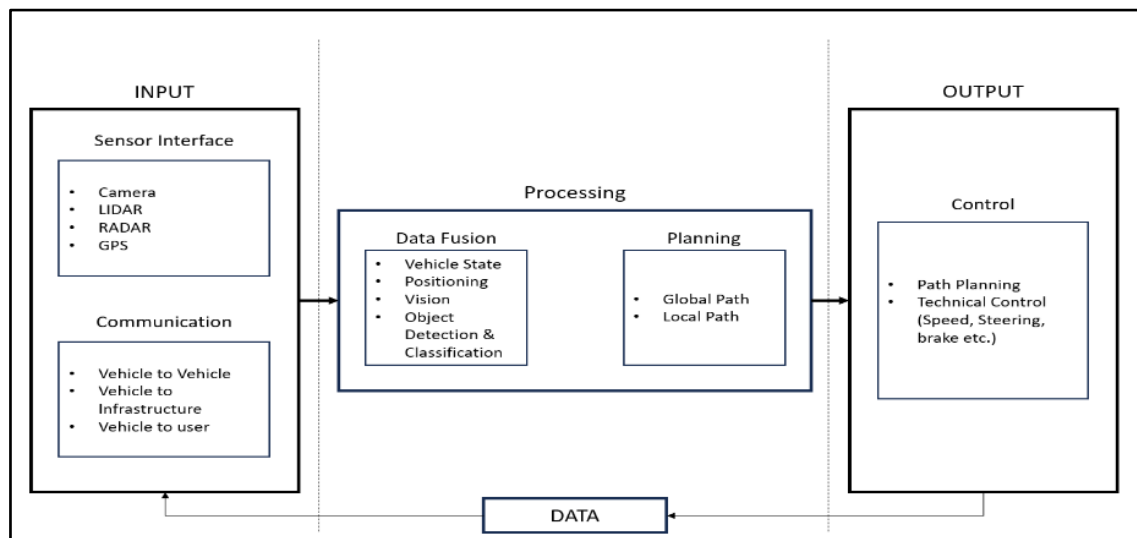 INPUT
Sensor Interface
• Camera
• LIDAR
• RADAR
• GPS
Communication
• Vehicle to Vehicle
• Vehicle to
Infrastructure
• Vehicle to user
Processing
Data Fusion
• Vehicle State
• Positioning
• Vision
• Object
Detection &
Classification
Planning
• Global Path
• Local Path
OUTPUT
Control
• Path Planning
• Technical Control
(Speed, Steering,
brake etc.)
DATA